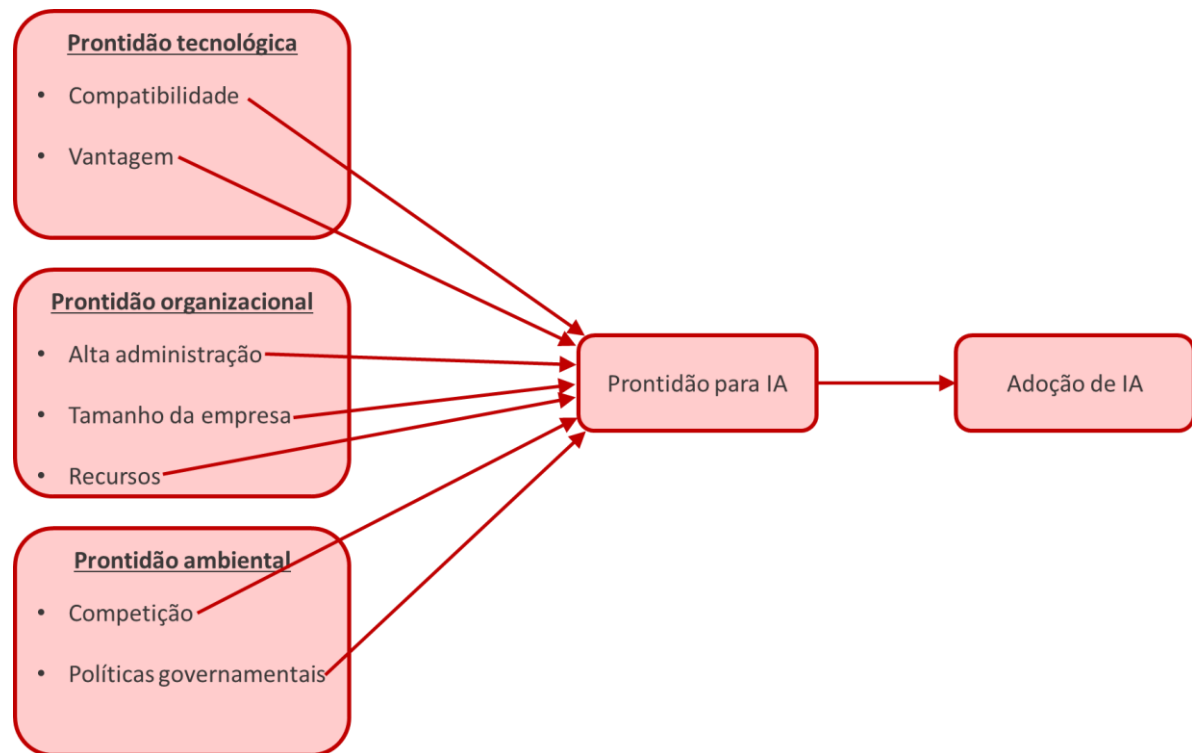 Prontidão tecnológica
• Compatibilidade
• Vantagem
Prontidão organizacional
• Alta administração
• Tamanho da empresa
• Recursos
Prontidão ambiental
• Competição
• Políticas governamentais
Prontidão para IA
Adoção de IA